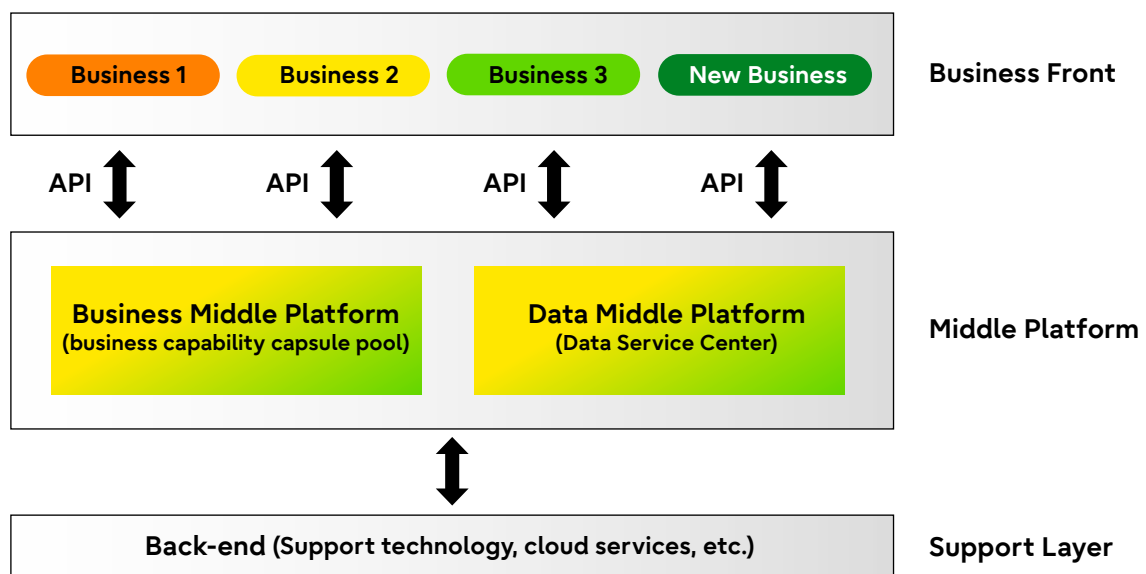 Business 1
Business 2
Business 3
New Business
Business Front
API
API
API
API
Business Middle Platform
(business capability capsule pool)
Data Middle Platform
(Data Service Center)
Middle Platform
Back-end (Support technology, cloud services, etc.)
Support Layer